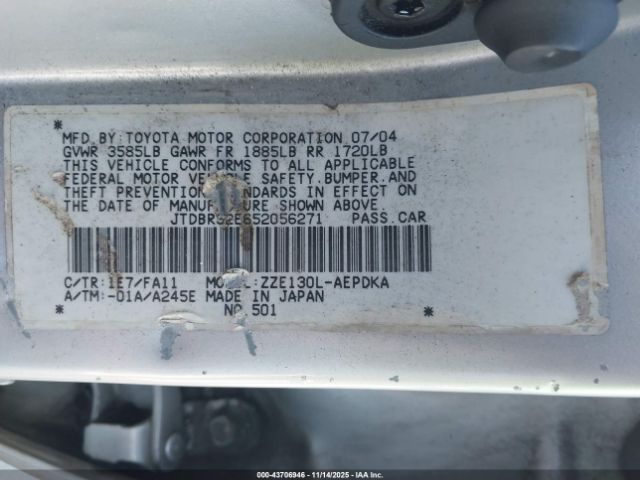 MFD. BY: TOYOTA MOTOR CORPORATION 07/04
GVWR 3585LB GAWR FR 1885LB RR 1720LB
THIS VEHICLE CONFORMS TO ALL APPLICABLE
FEDERAL MOTOR VEHICLE SAFETY, BUMPER, AND
THEFT PREVENTION STANDARDS IN EFFECT ON
THE DATE OF MANUFACTURE SHOWN ABOVE.
JTDBR32E652056271 PASS. CAR
C/TR: 1E7/FA11 MODEL: ZZE130L-AEPDKA
A/TM: -01A/A245E MADE IN JAPAN
NO. 501
000-43706946 - 11/14/2025 - IAAI.COM